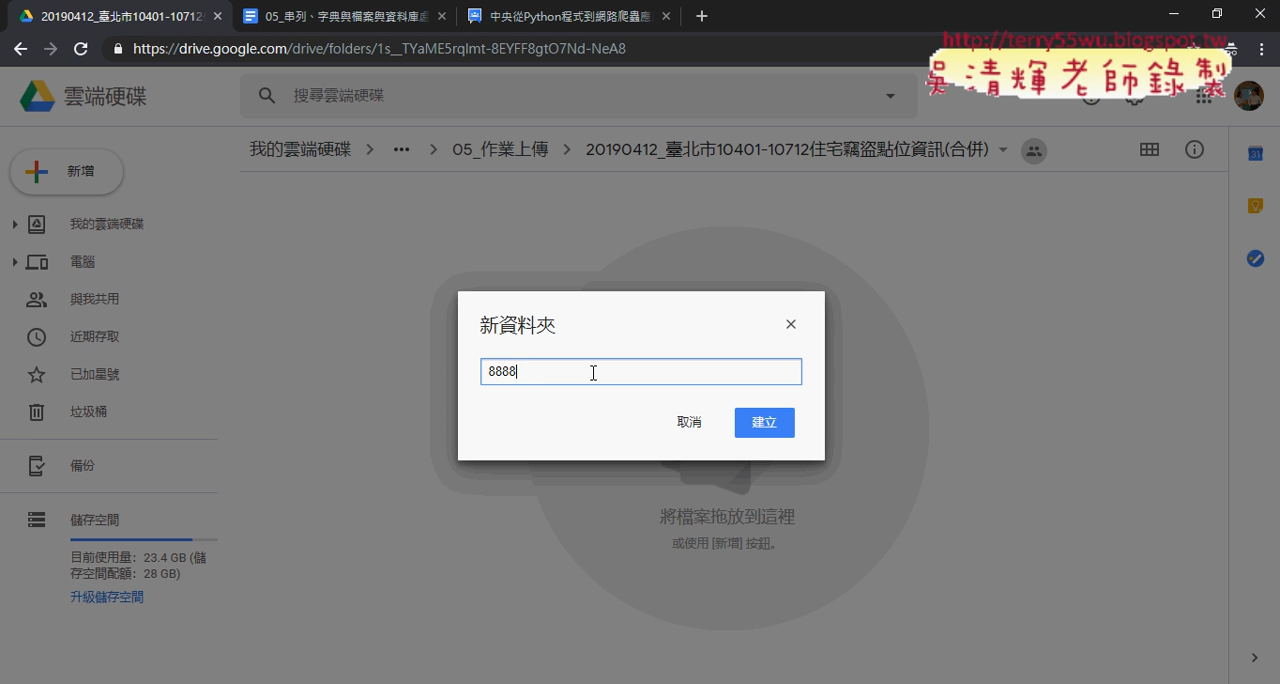 20190412_臺北市10401-10712
05_串列、字典與檔案與資料庫處
中央從Python程式到網路爬蟲應
https://drive.google.com/drive/folders/1s__TYaME5rqImt-8EYFF8gtO7Nd-NeA8
http://terry55wu.blogspot.tw
吳清輝老師錄製
雲端硬碟
搜尋雲端硬碟
新增
我的雲端硬碟 > ••• > 05_作業上傳 > 20190412_臺北市10401-10712住宅竊盜點位資訊(合併)
31
我的雲端硬碟
電腦
與我共用
近期存取
已加星號
垃圾桶
備份
儲存空間
目前使用量: 23.4 GB (儲
存空間配額: 28 GB)
升級儲存空間
新資料夾
8888
取消
建立
將檔案拖放到這裡
或使用 [新增] 按鈕。